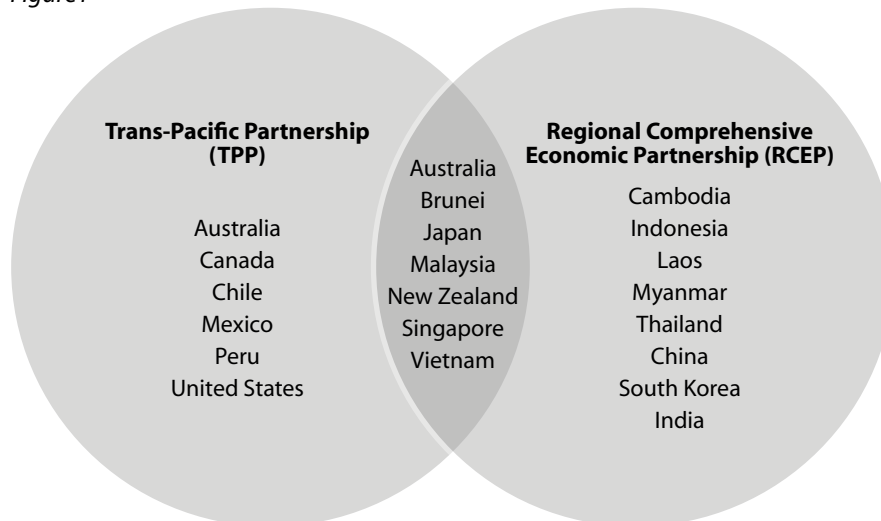 Figure1
Trans-Pacific Partnership
(TPP)
Australia
Canada
Chile
Mexico
Peru
United States
Australia
Brunei
Japan
Malaysia
New Zealand
Singapore
Vietnam
Regional Comprehensive
Economic Partnership (RCEP)
Cambodia
Indonesia
Laos
Myanmar
Thailand
China
South Korea
India